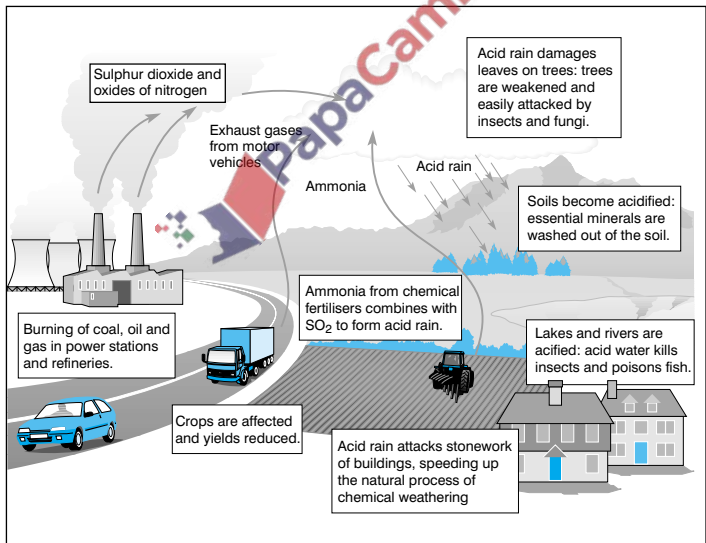 Sulphur dioxide and
oxides of nitrogen
Acid rain damages
leaves on trees: trees
are weakened and
easily attacked by
insects and fungi.
Exhaust gases
from motor
vehicles
Ammonia
Acid rain
Soils become acidified:
essential minerals are
washed out of the soil.
Ammonia from chemical
fertilisers combines with
SO2 to form acid rain.
Burning of coal, oil and
gas in power stations
and refineries.
Lakes and rivers are
acified: acid water kills
insects and poisons fish.
Crops are affected
and yields reduced.
Acid rain attacks stonework
of buildings, speeding up
the natural process of
chemical weathering